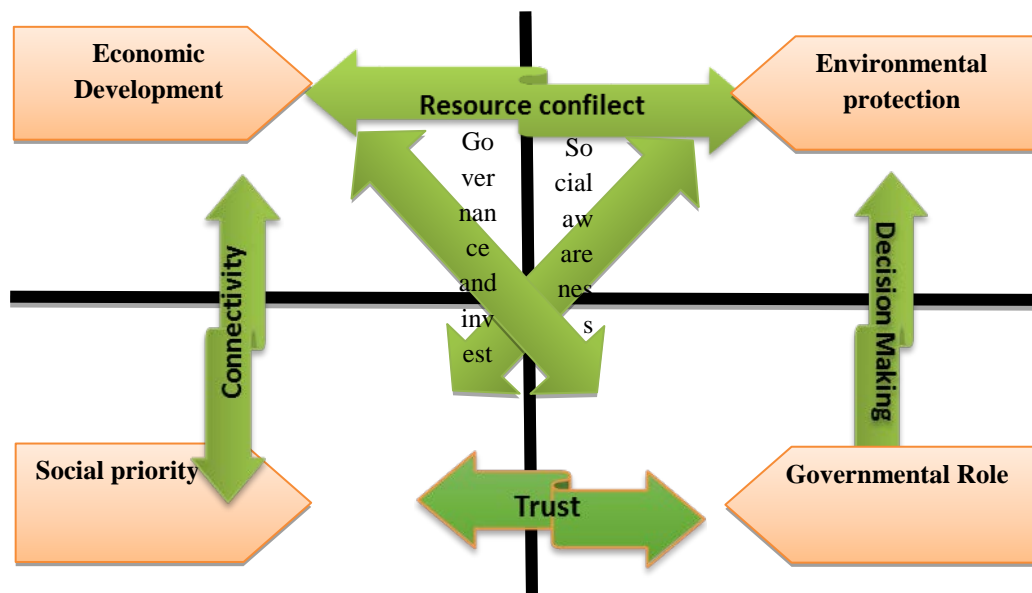 Economic
Development
Environmental
protection
Resource confilect
Go
ver
nan
ce
and
inv
est
So
cial
aw
are
nes
s
Connectivity
Decision Making
Social priority
Trust
Governmental Role